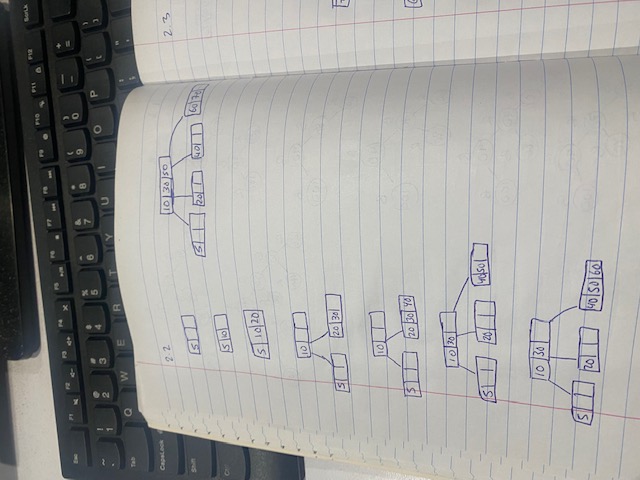 Esc F1 F2 F3 F4 F5 F6 F7 F8 F9 F10 F11 F12 ScrLk
~ ! 1 @ 2 # 3 $ 4 % 5 ^ 6 & 7 * 8 ( 9 ) 0 _ - + =
Tab Q W E R T Y U I O P { [
CapsLock
Shift
Ctrl
2.2
5
5 10
5 10 20
10
5 20 30
10
5 20 30 40
10 30
5 20 40 50
10 30
5 20 40 50 60
10 30 50
5 20 40 60 70
2.3